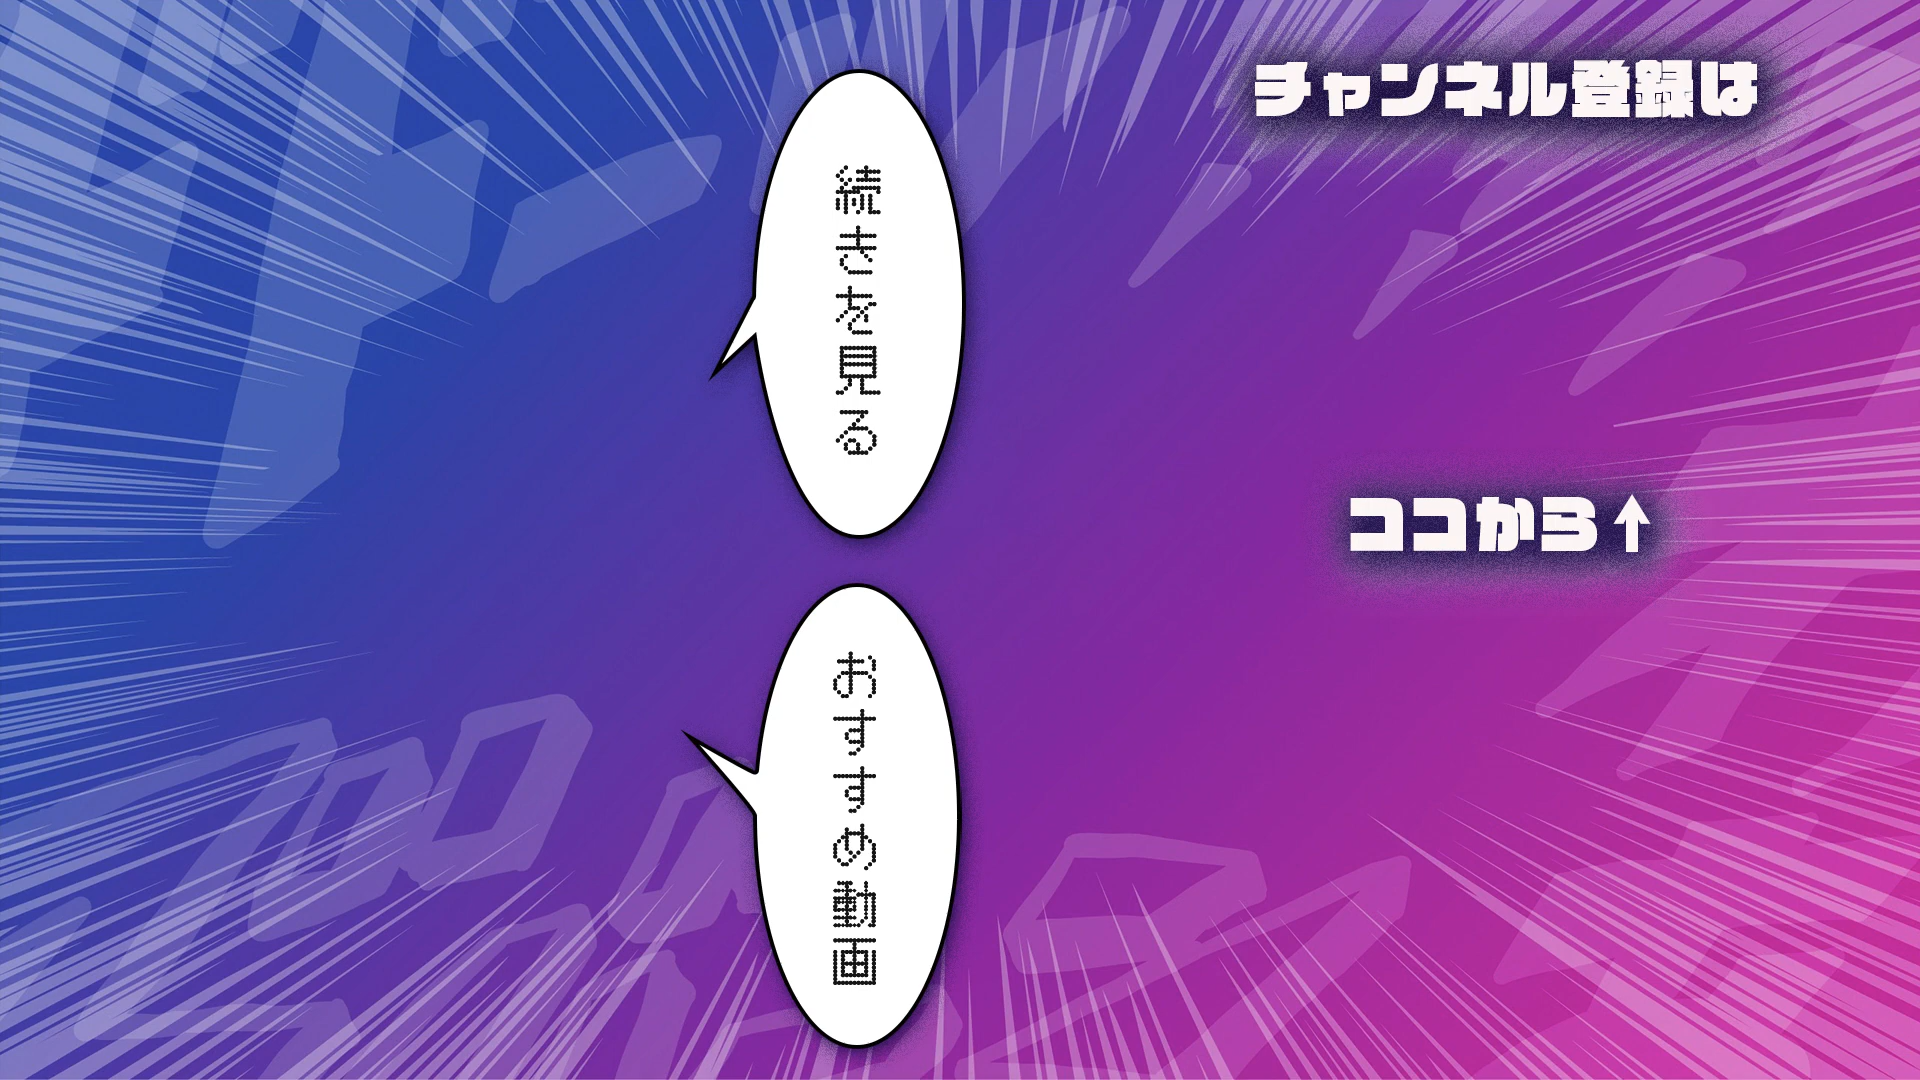 チャンネル登録は
ココから↑
続きを見る
おすすめ動画